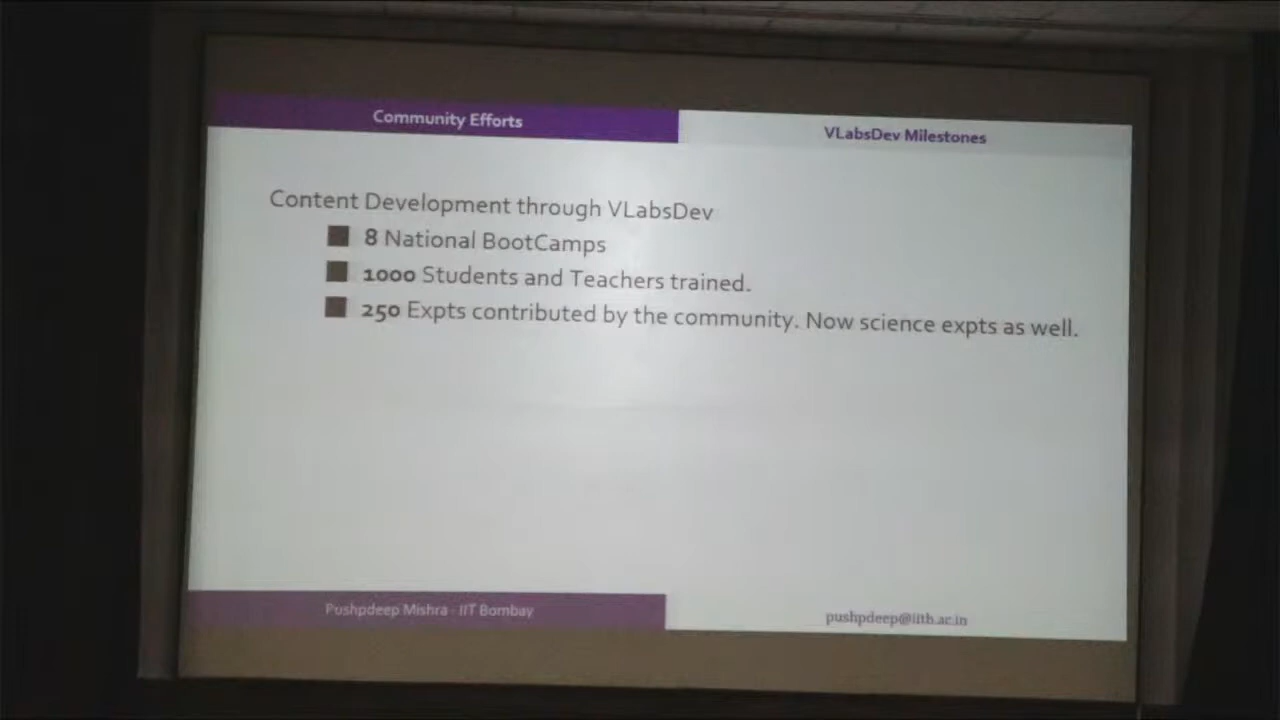 Community Efforts
VLabsDev Milestones
Content Development through VLabsDev
8 National BootCamps
1000 Students and Teachers trained.
250 Expts contributed by the community. Now science expts as well.
Pushpdeep Mishra - IIT Bombay
pushpdeep@iitb.ac.in